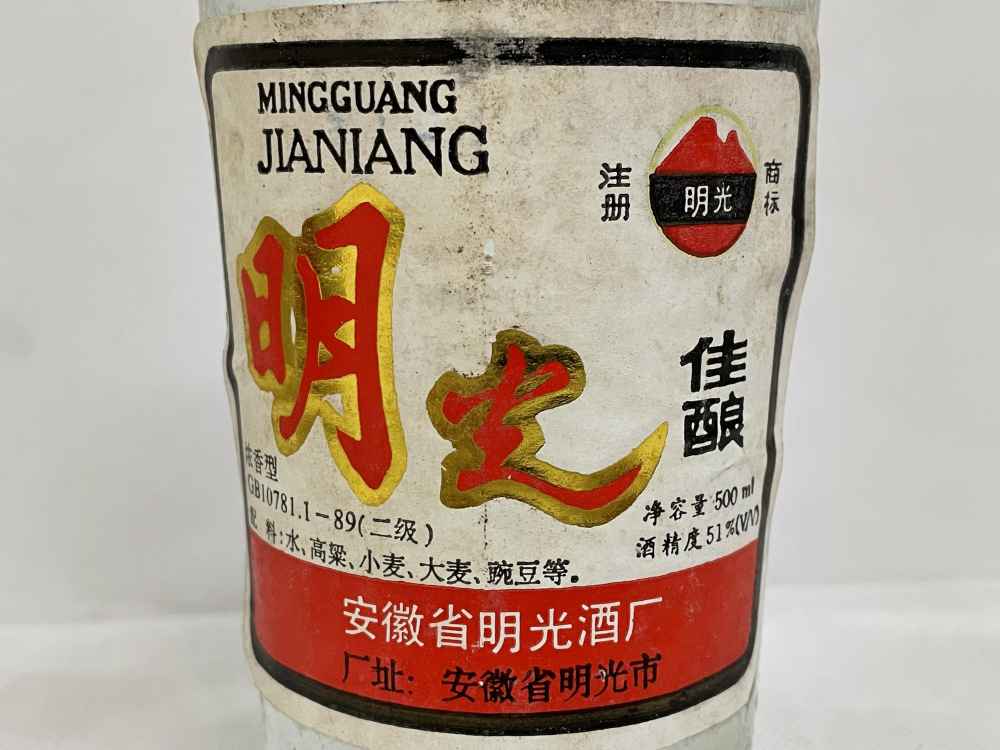 MINGGUANG
JIANIANG
注册
商标
明光
明光
佳酿
浓香型
GB10781.1-89(二级)
配料:水、高粱、小麦、大麦、豌豆等。
净容量 500 ml
酒精度 51%(V/V)
安徽省明光酒厂
厂址: 安徽省明光市